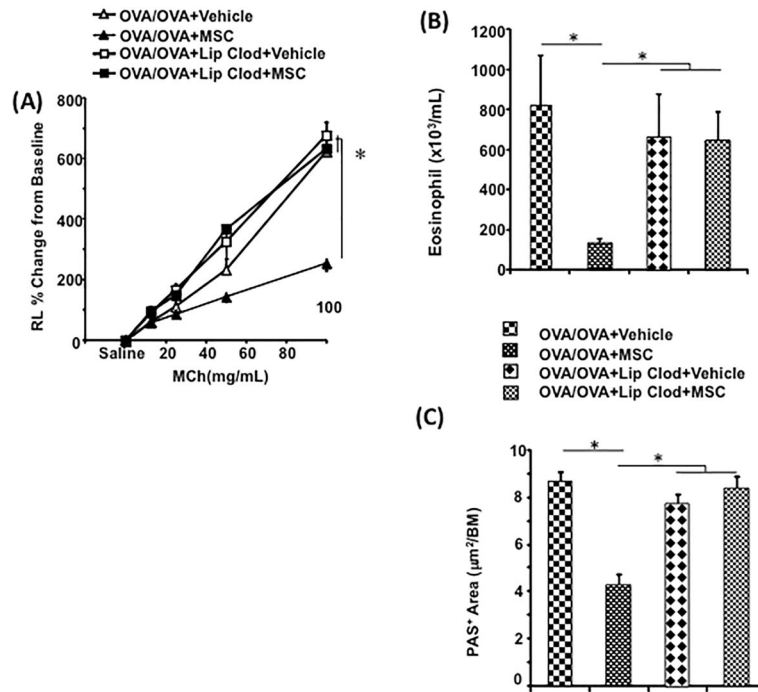 OVA/OVA+Vehicle
OVA/OVA+MSC
OVA/OVA+Lip Clod+Vehicle
OVA/OVA+Lip Clod+MSC
(A)
RL % Change from Baseline
800
600
400
200
0
*
100
Saline 20 40 60 80
MCh(mg/mL)
(B)
Eosinophil (x10³/mL)
1200
1000
800
600
400
200
0
*
*
OVA/OVA+Vehicle
OVA/OVA+MSC
OVA/OVA+Lip Clod+Vehicle
OVA/OVA+Lip Clod+MSC
(C)
PAS⁺ Area (µm²/BM)
10
8
6
4
2
0
*
*